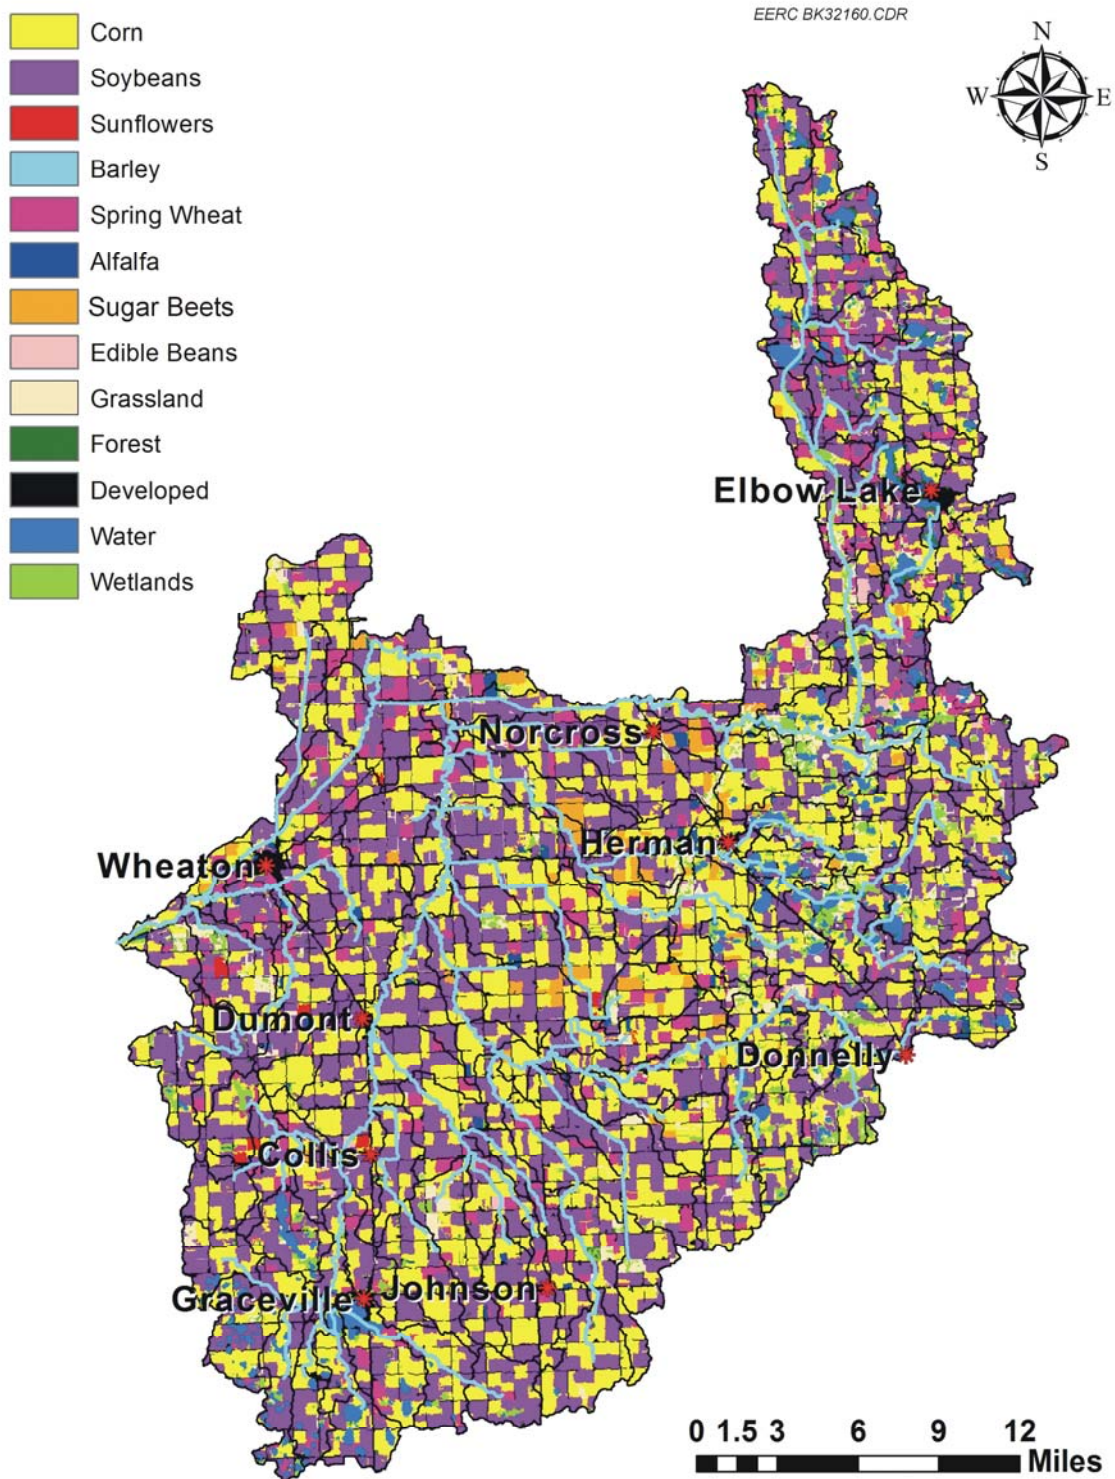 EERC BK32160.CDR
Corn
Soybeans
Sunflowers
Barley
Spring Wheat
Alfalfa
Sugar Beets
Edible Beans
Grassland
Forest
Developed
Water
Wetlands
N
W E
S
Elbow Lake
Norcross
Herman
Wheaton
Dumont
Donnelly
Collis
Johnson
Graceville
0 1.5 3 6 9 12
Miles